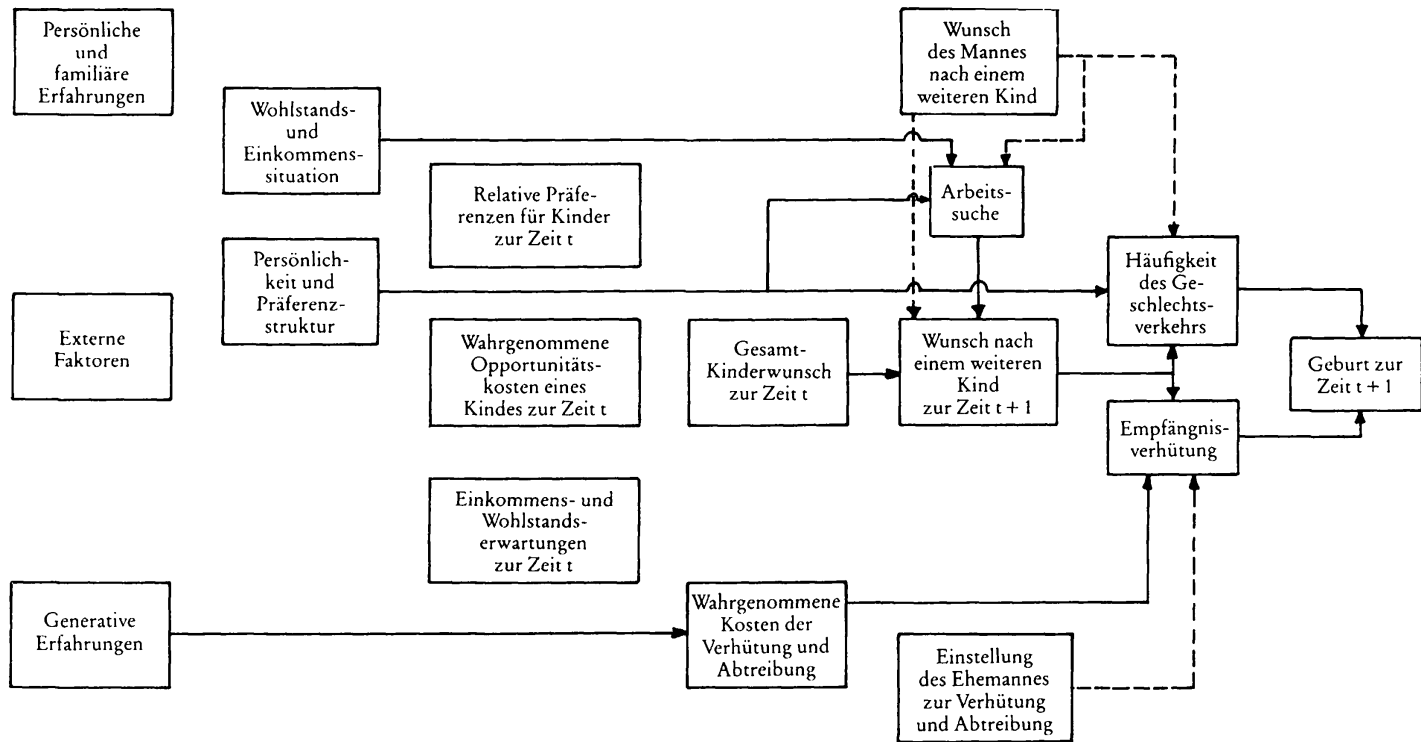 Persönliche
und
familiäre
Erfahrungen
Wunsch
des Mannes
nach einem
weiteren Kind
Wohlstands-
und
Einkommens-
situation
Relative Präfe-
renzen für Kinder
zur Zeit t
Arbeits-
suche
Persönlich-
keit und
Präferenz-
struktur
Häufigkeit
des Ge-
schlechts-
verkehrs
Externe
Faktoren
Wahrgenommene
Opportunitäts-
kosten eines
Kindes zur Zeit t
Gesamt-
Kinderwunsch
zur Zeit t
Wunsch nach
einem weiteren
Kind
zur Zeit t + 1
Geburt zur
Zeit t + 1
Empfängnis-
verhütung
Einkommens- und
Wohlstands-
erwartungen
zur Zeit t
Generative
Erfahrungen
Wahrgenommene
Kosten der
Verhütung und
Abtreibung
Einstellung
des Ehemannes
zur Verhütung
und Abtreibung